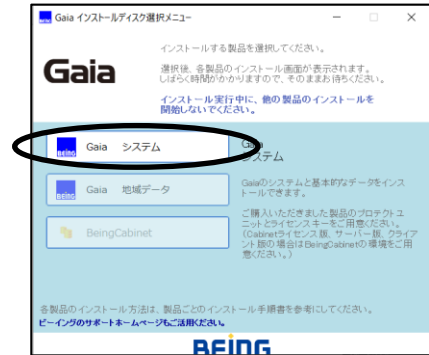 Gaia インストールディスク選択メニュー
インストールする製品を選択してください。
Gaia
選択後、各製品のインストール画面が表示されます。
しばらく時間がかかりますので、そのままお待ちください。
インストール実行中に、他の製品のインストールを
開始しないでください。
BEING
Gaia システム
Gaia
システム
BEING
Gaia 地域データ
Gaiaのシステムと基本的なデータをインス
トールできます。
ご購入いただきました製品のプロテクトユ
ニットとライセンスキーをご用意ください。
(Cabinetライセンス版、サーバー版、クライア
ント版の場合はBeingCabinetの環境をご用
意ください。)
BeingCabinet
各製品のインストール方法は、製品ごとのインストール手順書を参考にしてください。
ビーイングのサポートホームページもご活用ください。
BEING